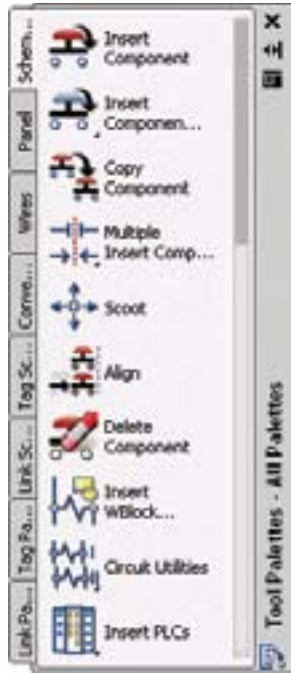 Schem...
Panel
Wires
Conve...
Tag Sc...
Link Sc...
Tag Pa...
Link Pa...
Insert
Component
Insert
Componen...
Copy
Component
Multiple
Insert Comp...
Scoot
Align
Delete
Component
Insert
WBlock...
Circuit Utilities
Insert PLCs
Tool Palettes - All Palettes